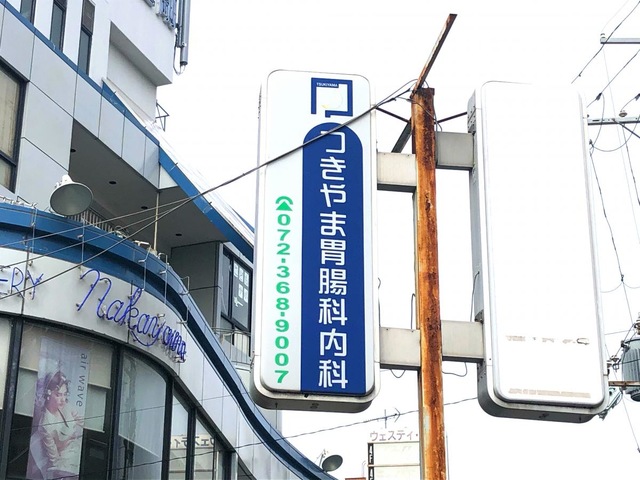 TSUKIYAMA
つきやま胃腸科内科
☎072-368-9007
Nakayama
air wave
ウェスティ